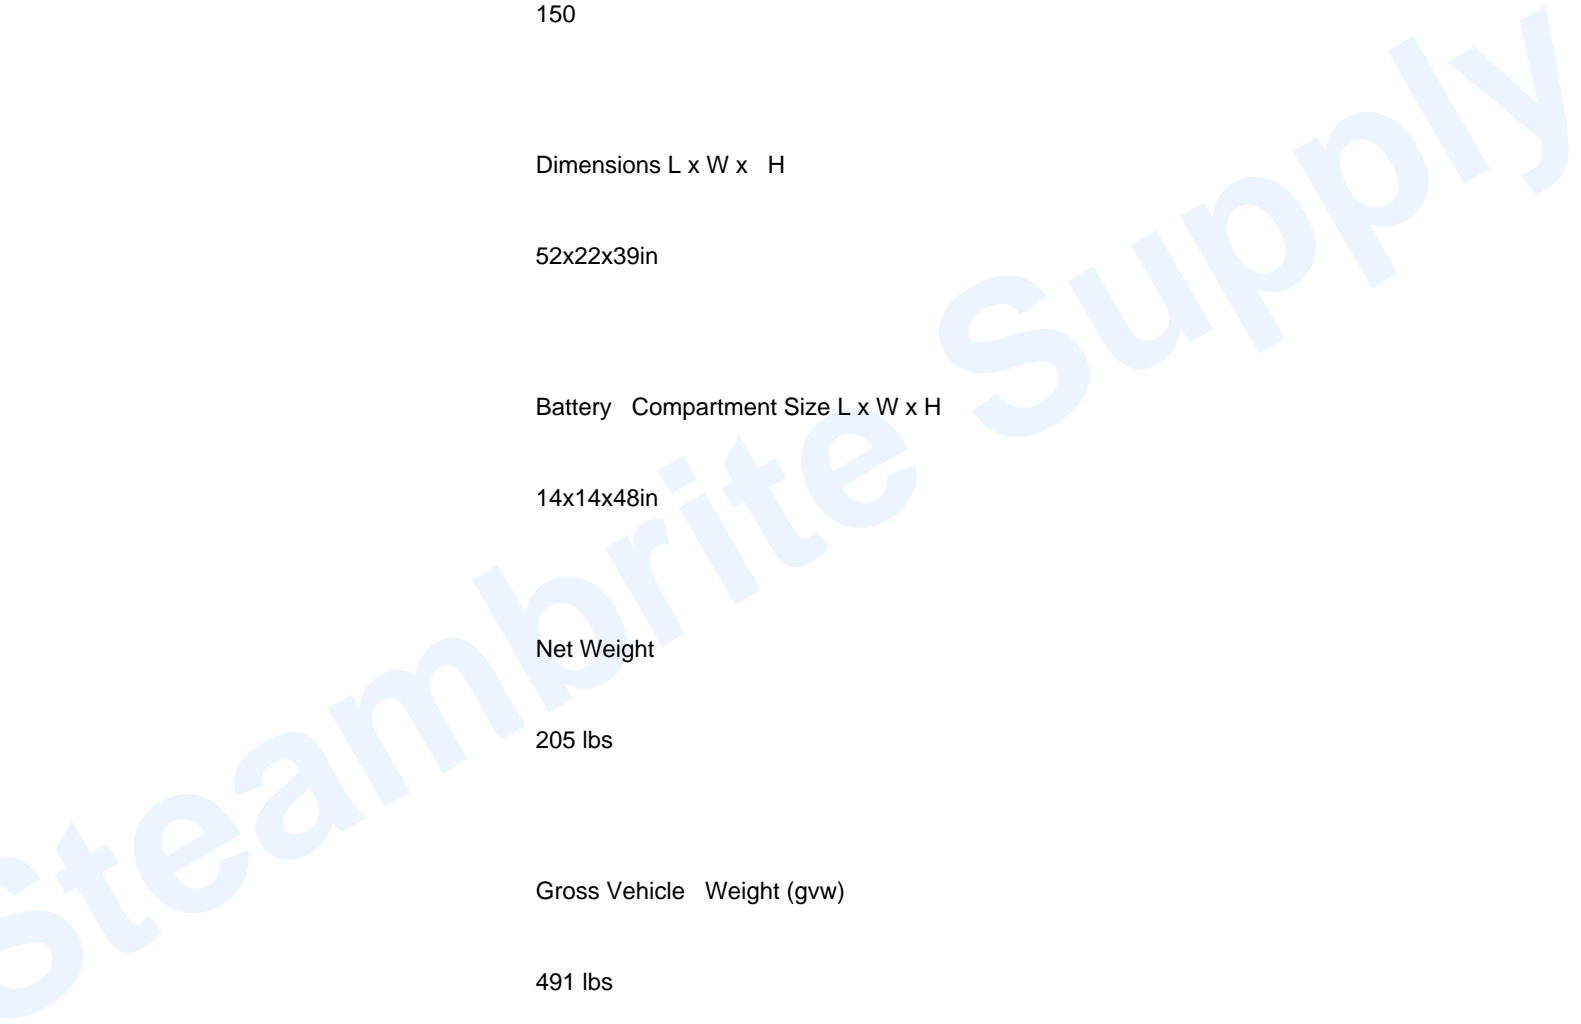 150
Dimensions L x W x   H
52x22x39in
Battery   Compartment Size L x W x H
14x14x48in
Net Weight
205 lbs
Gross Vehicle   Weight (gvw)
491 lbs
Steambrite Supply